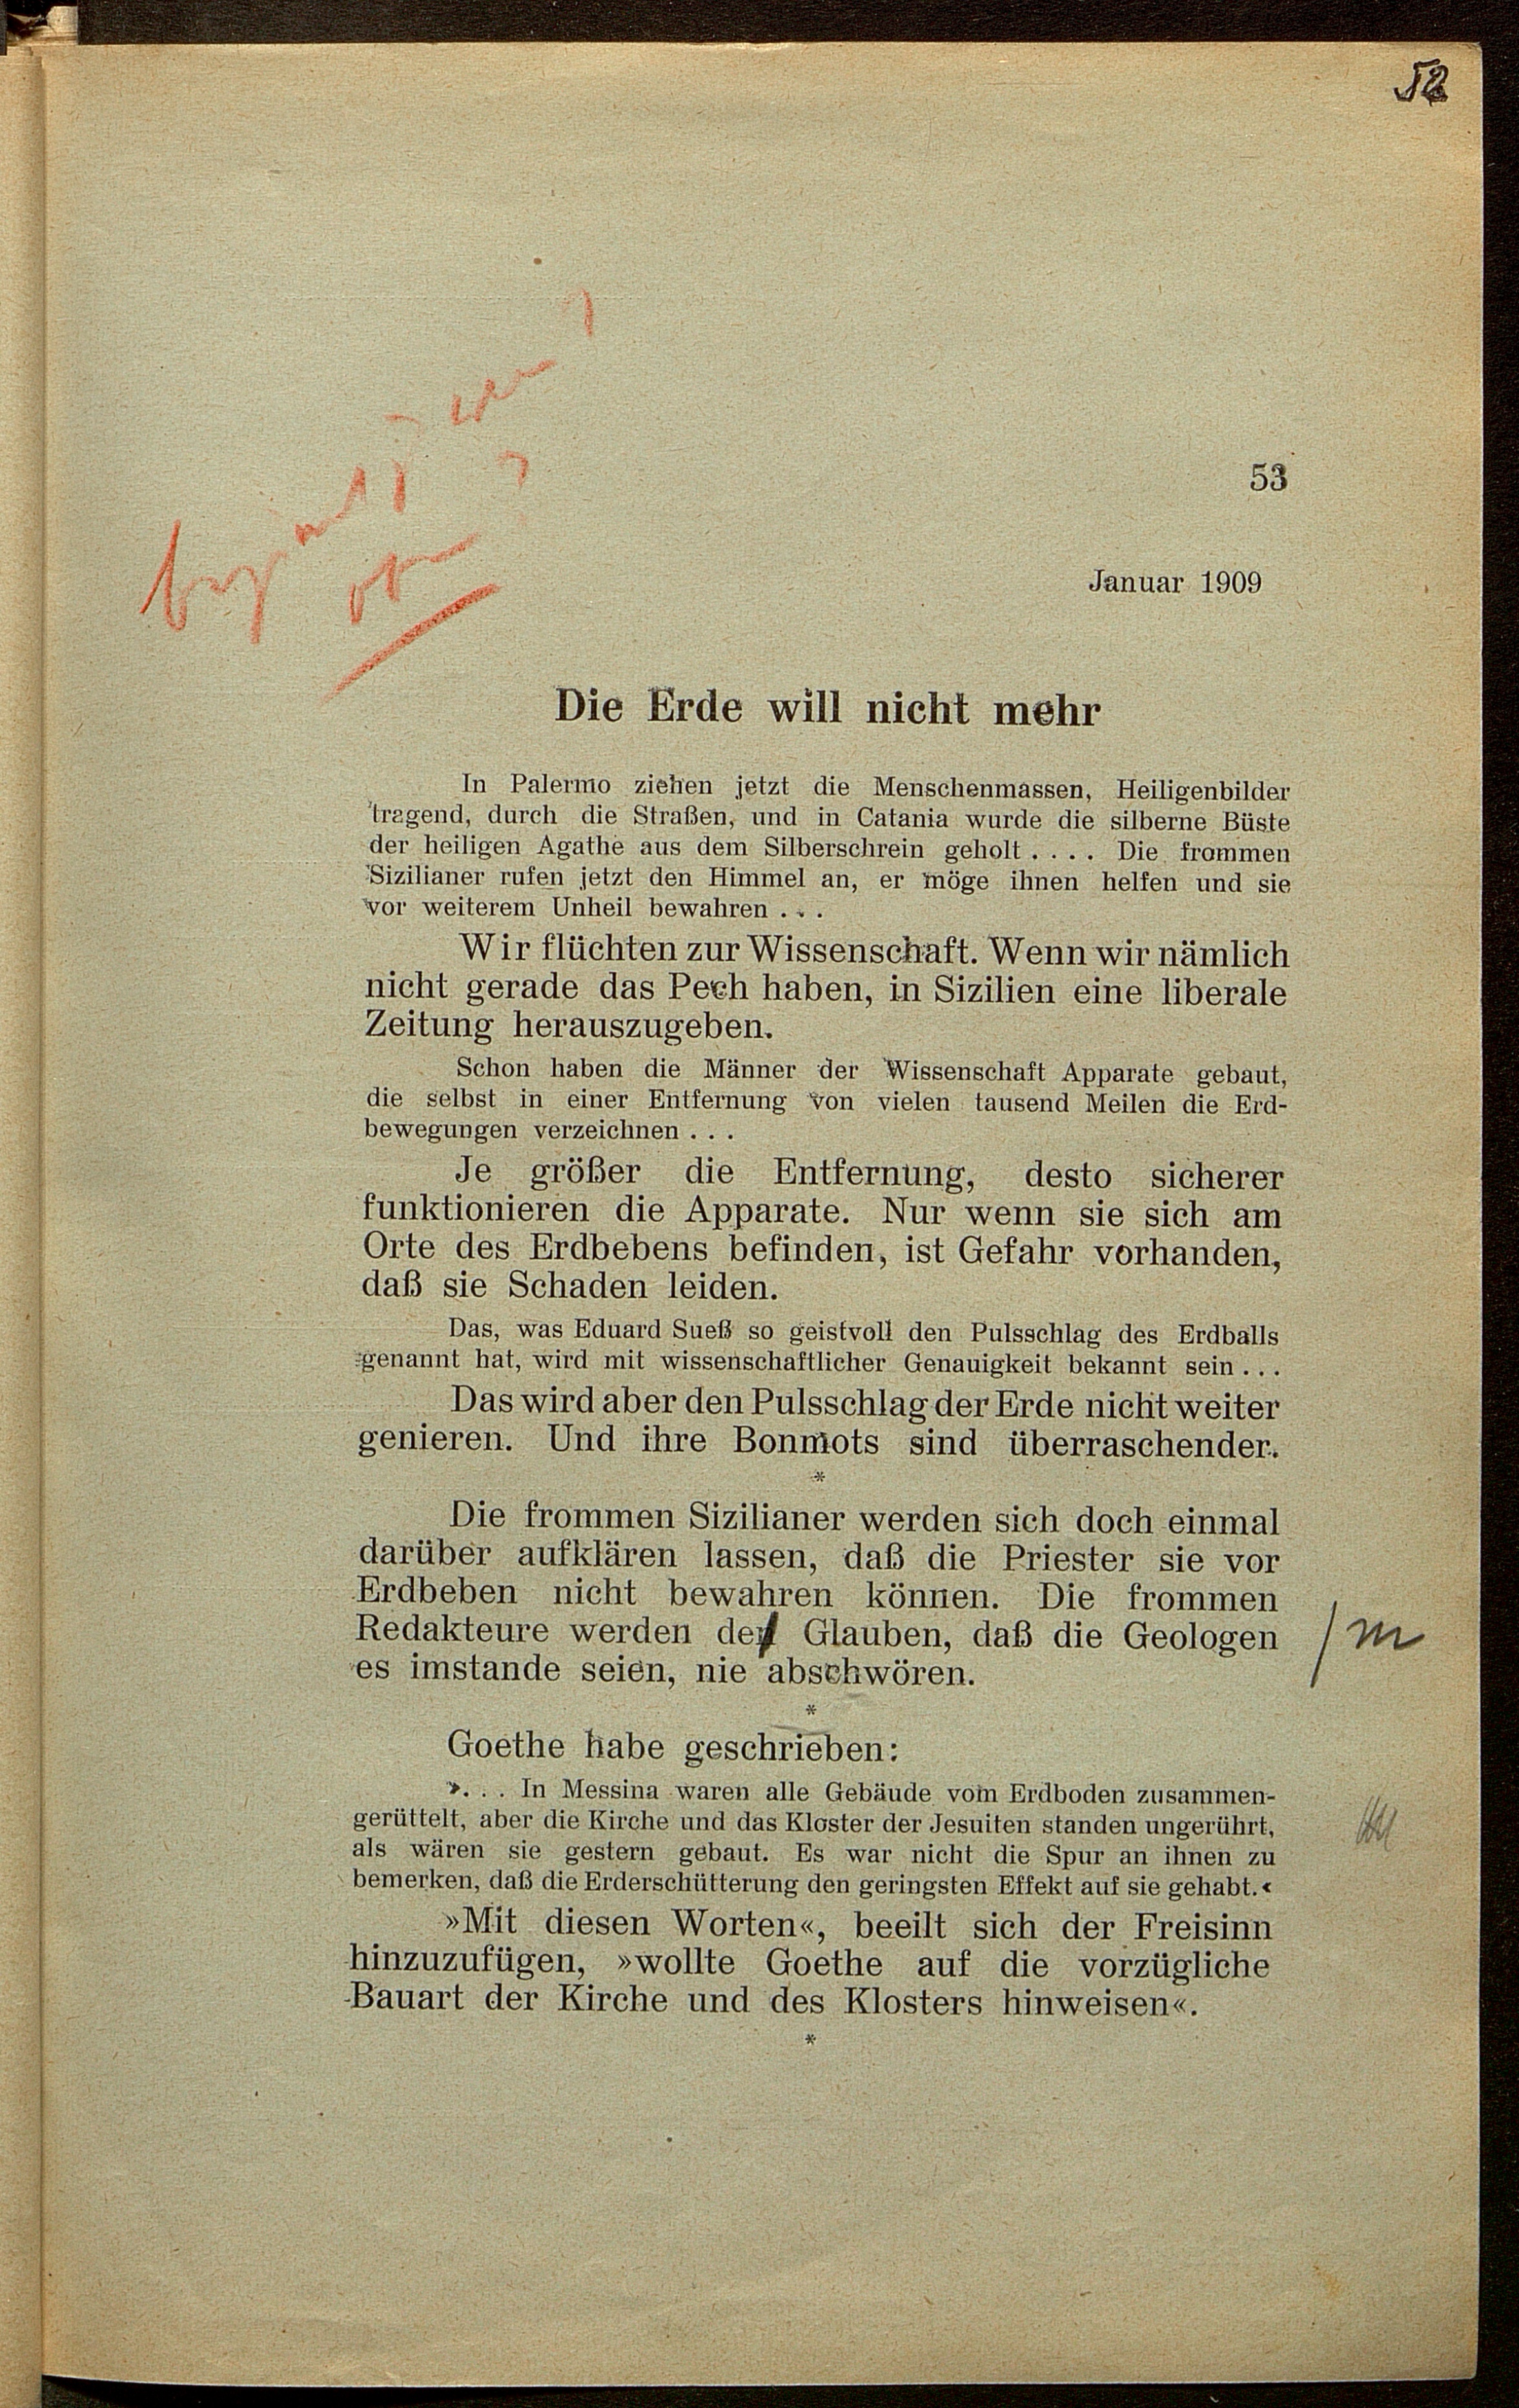 52
53
Januar 1909
Die Erde will nicht mehr
In Palermo ziehen jetzt die Menschenmassen, Heiligenbilder
tragend, durch die Straßen, und in Catania wurde die silberne Büste
der heiligen Agathe aus dem Silberschrein geholt . . . . Die frommen
Sizilianer rufen jetzt den Himmel an, er möge ihnen helfen und sie
vor weiterem Unheil bewahren . . .
Wir flüchten zur Wissenschaft. Wenn wir nämlich
nicht gerade das Pech haben, in Sizilien eine liberale
Zeitung herauszugeben.
Schon haben die Männer der Wissenschaft Apparate gebaut,
die selbst in einer Entfernung von vielen tausend Meilen die Erd-
bewegungen verzeichnen . . .
Je größer die Entfernung, desto sicherer
funktionieren die Apparate. Nur wenn sie sich am
Orte des Erdbebens befinden, ist Gefahr vorhanden,
daß sie Schaden leiden.
Das, was Eduard Sueß so geistvoll den Pulsschlag des Erdballs
genannt hat, wird mit wissenschaftlicher Genauigkeit bekannt sein . . .
Das wird aber den Pulsschlag der Erde nicht weiter
genieren. Und ihre Bonmots sind überraschender.
*
Die frommen Sizilianer werden sich doch einmal
darüber aufklären lassen, daß die Priester sie vor
Erdbeben nicht bewahren können. Die frommen
Redakteure werden den Glauben, daß die Geologen
/m
es imstande seien, nie abschwören.
*
Goethe habe geschrieben:
». . . In Messina waren alle Gebäude vom Erdboden zusammen-
gerüttelt, aber die Kirche und das Kloster der Jesuiten standen ungerührt,
als wären sie gestern gebaut. Es war nicht die Spur an ihnen zu
bemerken, daß die Erderschütterung den geringsten Effekt auf sie gehabt.«
»Mit diesen Worten«, beeilt sich der Freisinn
hinzuzufügen, »wollte Goethe auf die vorzügliche
Bauart der Kirche und des Klosters hinweisen«.
*